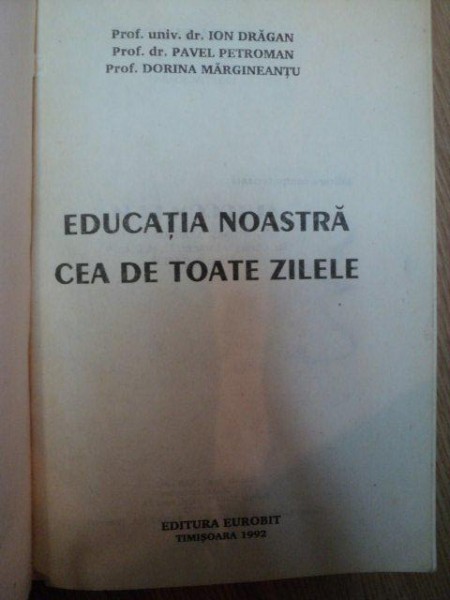 Prof. univ. dr. ION DRĂGAN
Prof. dr. PAVEL PETROMAN
Prof. DORINA MĂRGINEANȚU
EDUCAȚIA NOASTRĂ
CEA DE TOATE ZILELE
EDITURA EUROBIT
TIMIȘOARA 1992